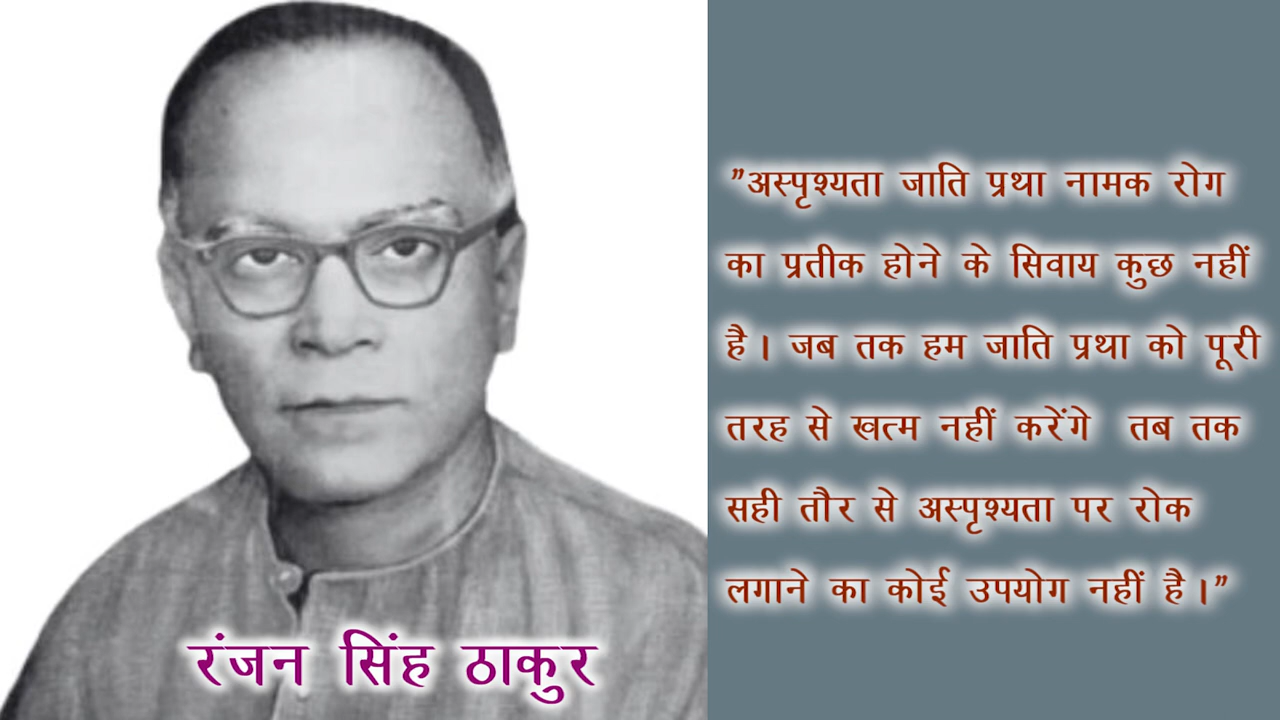 "अस्पृश्यता जाति प्रथा नामक रोग
का प्रतीक होने के सिवाय कुछ नहीं
है। जब तक हम जाति प्रथा को पूरी
तरह से खत्म नहीं करेंगे तब तक
सही तौर से अस्पृश्यता पर रोक
लगाने का कोई उपयोग नहीं है।"
रंजन सिंह ठाकुर